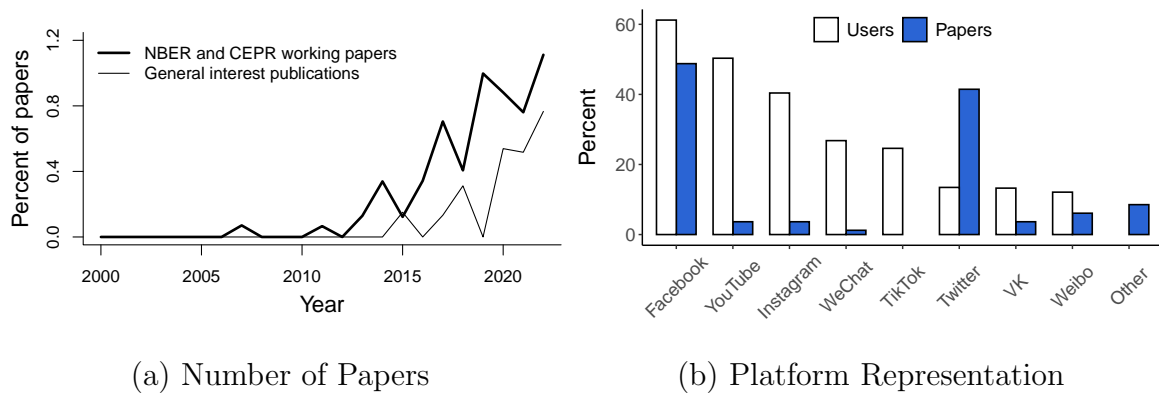 NBER and CEPR working papers
General interest publications
Percent of papers
0.0
0.4
0.8
1.2
2000 2005 2010 2015 2020
Year
(a) Number of Papers
Users Papers
Percent
60
40
20
0
Facebook YouTube Instagram WeChat TikTok Twitter VK Weibo Other
(b) Platform Representation